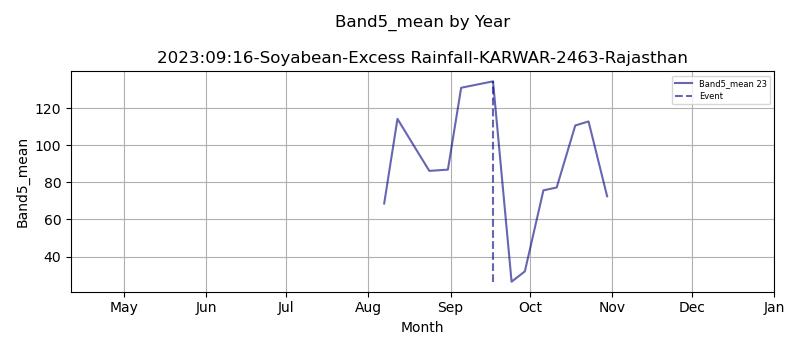 Band5_mean by Year
2023:09:16-Soyabean-Excess Rainfall-KARWAR-2463-Rajasthan
Band5_mean 23
Event
120
100
80
60
40
Band5_mean
May Jun Jul Aug Sep Oct Nov Dec Jan
Month